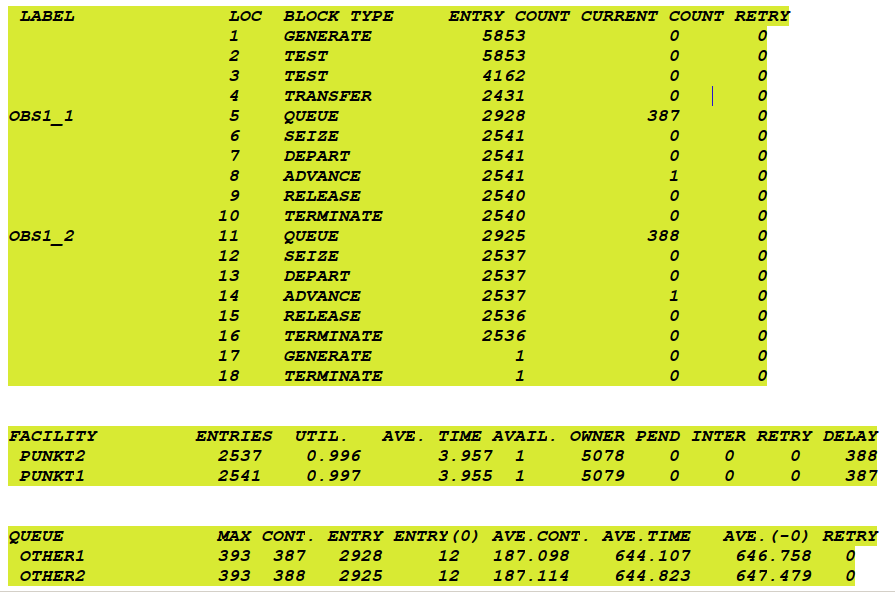 LABEL LOC BLOCK TYPE ENTRY COUNT CURRENT COUNT RETRY
1 GENERATE 5853 0 0
2 TEST 5853 0 0
3 TEST 4162 0 0
4 TRANSFER 2431 0 0
OBS1_1 5 QUEUE 2928 387 0
6 SEIZE 2541 0 0
7 DEPART 2541 0 0
8 ADVANCE 2541 1 0
9 RELEASE 2540 0 0
10 TERMINATE 2540 0 0
OBS1_2 11 QUEUE 2925 388 0
12 SEIZE 2537 0 0
13 DEPART 2537 0 0
14 ADVANCE 2537 1 0
15 RELEASE 2536 0 0
16 TERMINATE 2536 0 0
17 GENERATE 1 0 0
18 TERMINATE 1 0 0
FACILITY ENTRIES UTIL. AVE. TIME AVAIL. OWNER PEND INTER RETRY DELAY
PUNKT2 2537 0.996 3.957 1 5078 0 0 0 388
PUNKT1 2541 0.997 3.955 1 5079 0 0 0 387
QUEUE MAX CONT. ENTRY ENTRY(0) AVE.CONT. AVE.TIME AVE.(-0) RETRY
OTHER1 393 387 2928 12 187.098 644.107 646.758 0
OTHER2 393 388 2925 12 187.114 644.823 647.479 0